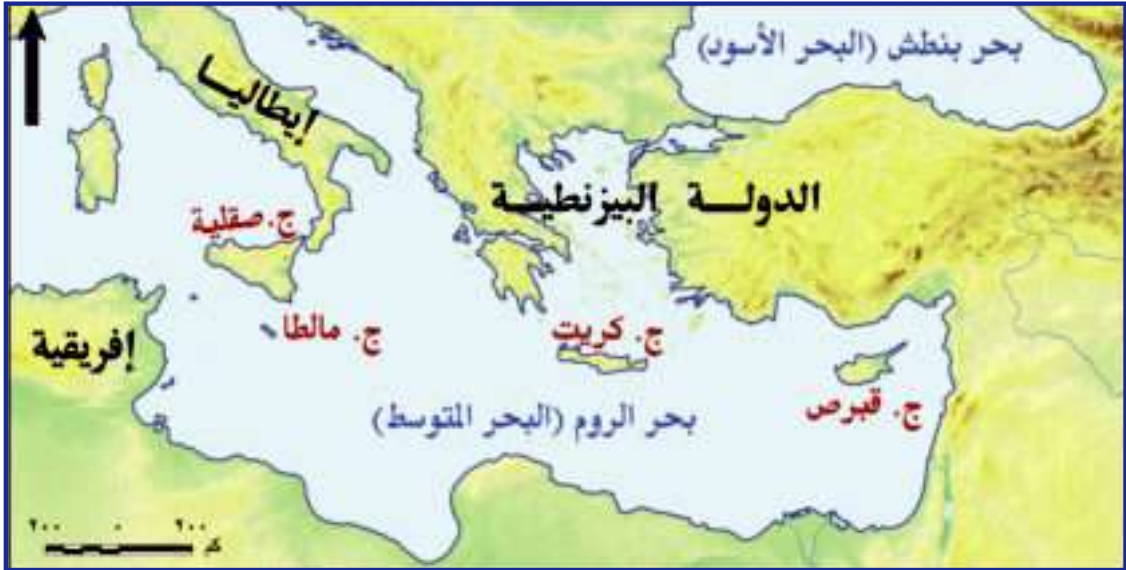 بحر بنطش (البحر الأسود)
إيطاليا
الدولة البيزنطية
ج. صقلية
ج. مالطا
ج. كريت
إفريقية
ج. قبرص
بحر الروم (البحر المتوسط)
٢٠٠ ٠ ٢٠٠
كم